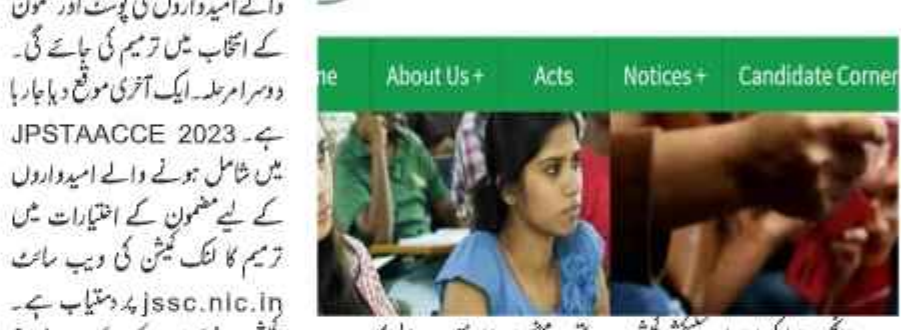 والے امیدواروں کی پوسٹ اور مضمون
کے انتخاب میں ترمیم کی جائے گی۔
دوسرا مرحلہ۔ ایک آخری موقع دیا جا رہا
ہے۔ JPSTAACCE 2023
میں شامل ہونے والے امیدواروں
کے لیے مضمون کے اختیارات میں
ترمیم کا لنک کمیشن کی ویب سائٹ
jssc.nic.in پر دستیاب ہے۔
ne About Us + Acts Notices + Candidate Corner